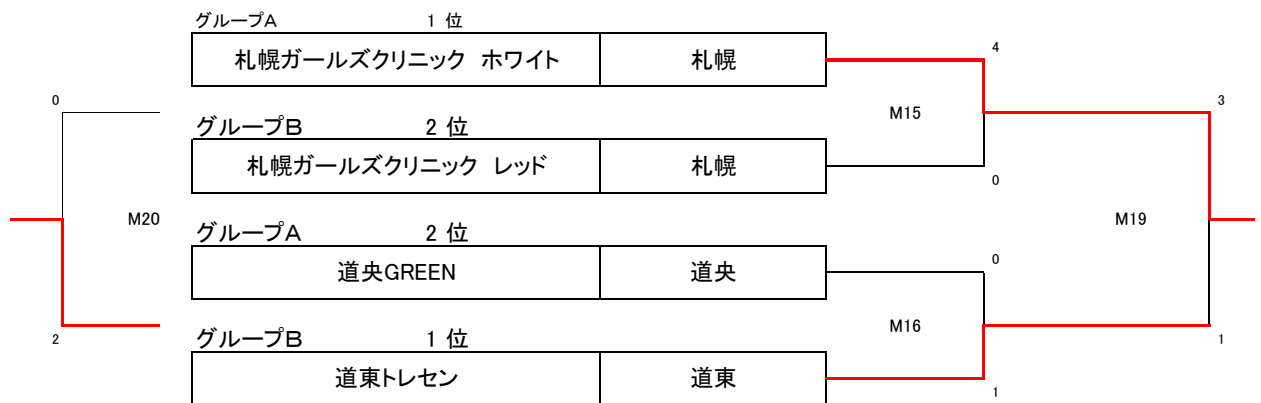 グループA 1 位
札幌ガールズクリニック ホワイト 札幌
4
0
3
M15
グループB 2 位
札幌ガールズクリニック レッド 札幌
0
M20
M19
グループA 2 位
道央GREEN 道央
0
M16
2
1
グループB 1 位
道東トレセン 道東
1